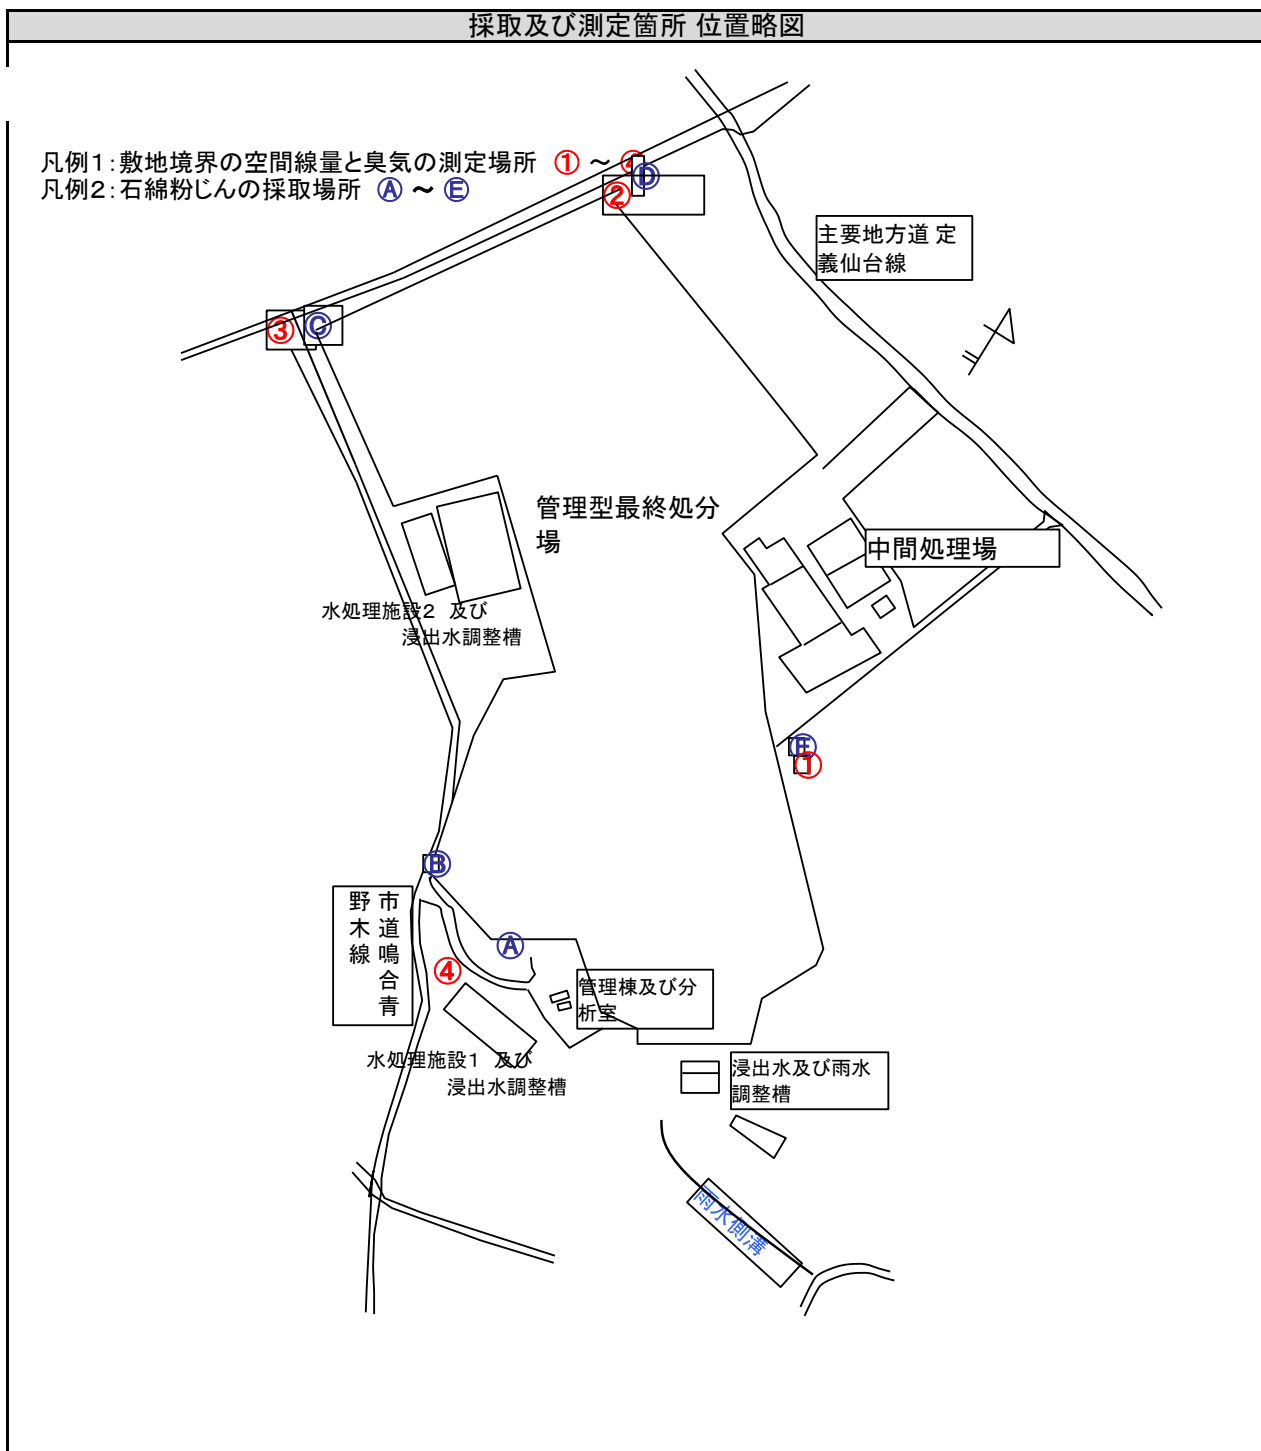 採取及び測定箇所 位置略図
凡例1:敷地境界の空間線量と臭気の測定場所 ① ～ ④
凡例2:石綿粉じんの採取場所 Ⓐ ～ Ⓔ
Ⓓ
②
主要地方道 定
義仙台線
③
Ⓒ
管理型最終処分
場
中間処理場
水処理施設2 及び
浸出水調整槽
Ⓔ
①
Ⓑ
市道鳴合青
野木線
Ⓐ
④
管理棟及び分
析室
水処理施設1 及び
浸出水調整槽
浸出水及び雨水
調整槽
雨水側溝